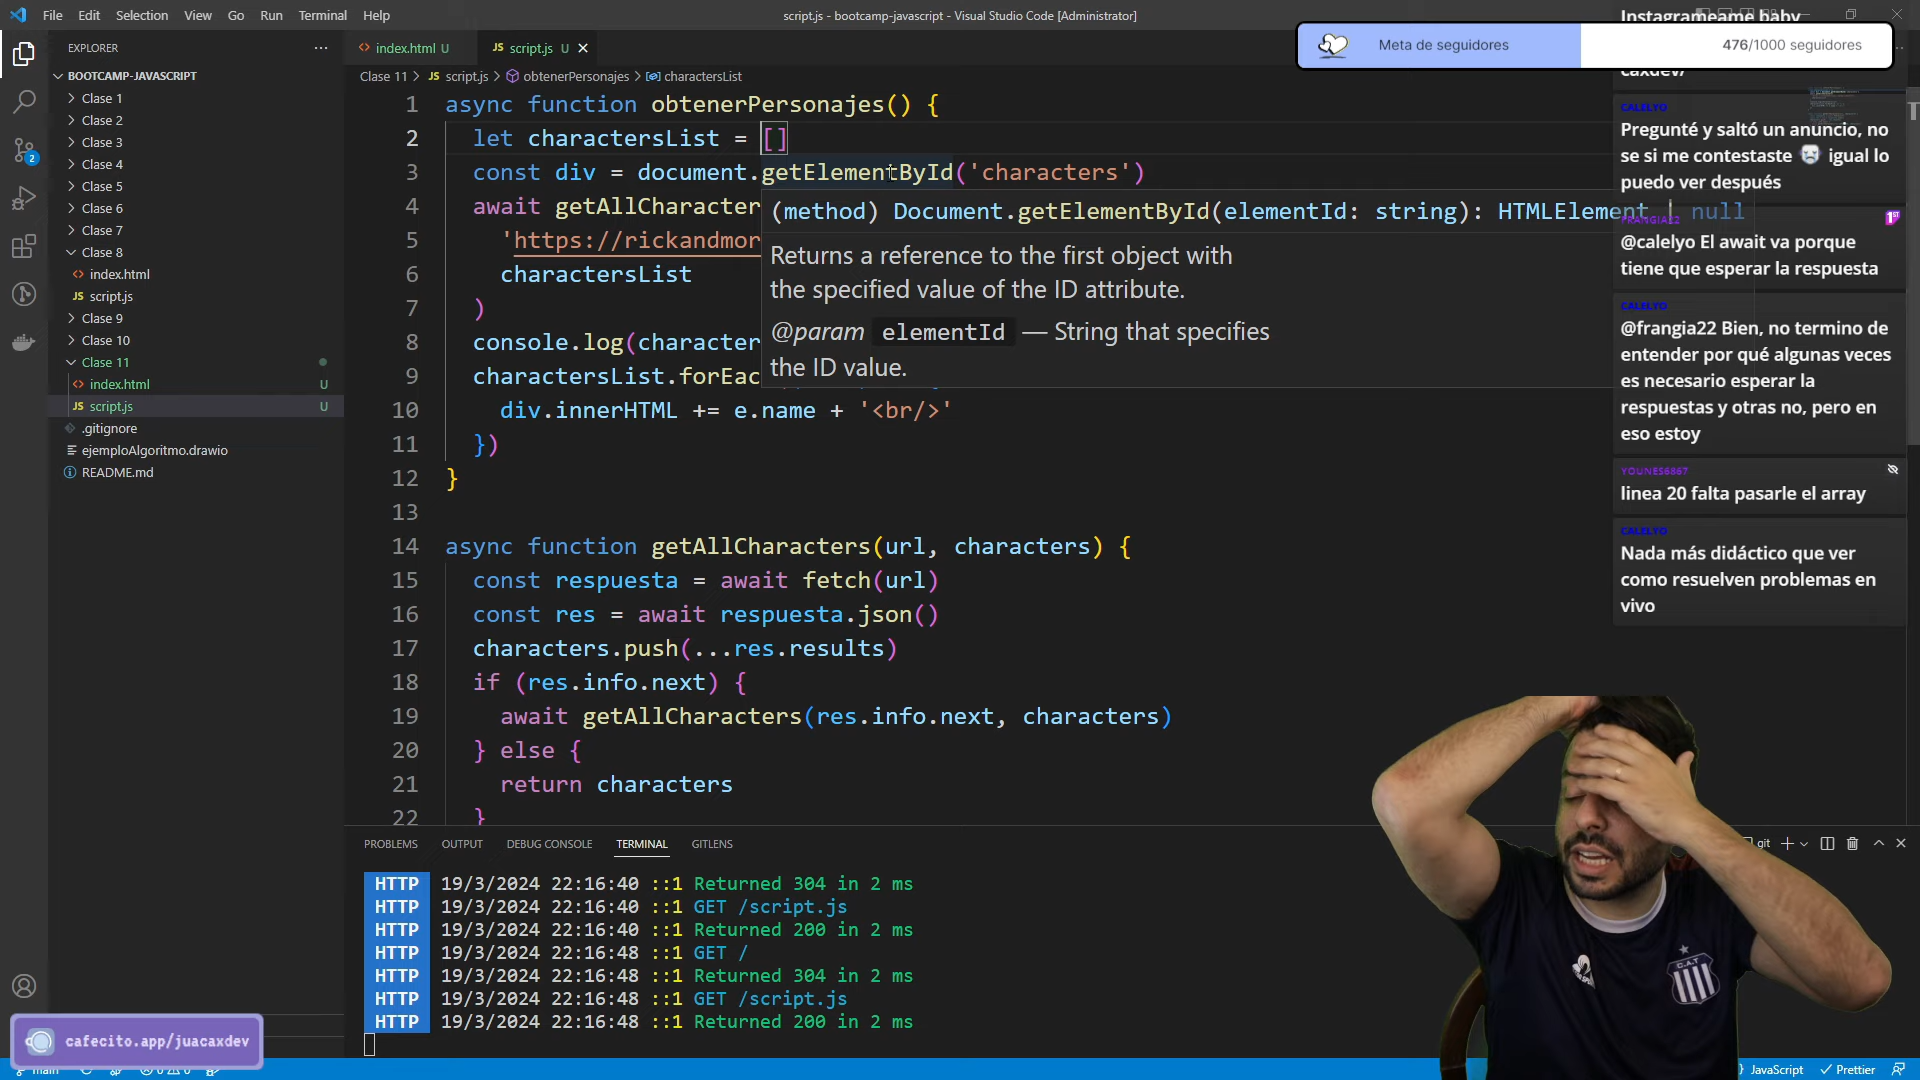 File Edit Selection View Go Run Terminal Help
script.js - bootcamp-javascript - Visual Studio Code [Administrator]
Instagrameame baby
Meta de seguidores
476/1000 seguidores
EXPLORER
index.html U
JS script.js U
Clase 11 > JS script.js > obtenerPersonajes > charactersList
BOOTCAMP-JAVASCRIPT
Clase 1
Clase 2
Clase 3
Clase 4
Clase 5
Clase 6
Clase 7
Clase 8
index.html
JS script.js
Clase 9
Clase 10
Clase 11
index.html U
JS script.js U
.gitignore
ejemploAlgoritmo.drawio
README.md
2
1 async function obtenerPersonajes() {
2 let charactersList = []
3 const div = document.getElementById('characters')
4 await getAllCharacter
5 'https://rickandmor
6 charactersList
7 )
8 console.log(character
9 charactersList.forEac
10 div.innerHTML += e.name + '<br/>'
11 })
12 }
13
14 async function getAllCharacters(url, characters) {
15 const respuesta = await fetch(url)
16 const res = await respuesta.json()
17 characters.push(...res.results)
18 if (res.info.next) {
19 await getAllCharacters(res.info.next, characters)
20 } else {
21 return characters
22 }
(method) Document.getElementById(elementId: string): HTMLElement | null
Returns a reference to the first object with
the specified value of the ID attribute.
@param elementId — String that specifies
the ID value.
caxdev/
CALELYO
Pregunté y saltó un anuncio, no
se si me contestaste igual lo
puedo ver después
FRANGIA22
@calelyo El await va porque
tiene que esperar la respuesta
CALELYO
@frangia22 Bien, no termino de
entender por qué algunas veces
es necesario esperar la
respuestas y otras no, pero en
eso estoy
YOUNES6867
linea 20 falta pasarle el array
CALELYO
Nada más didáctico que ver
como resuelven problemas en
vivo
PROBLEMS OUTPUT DEBUG CONSOLE TERMINAL GITLENS
git
HTTP 19/3/2024 22:16:40 ::1 Returned 304 in 2 ms
HTTP 19/3/2024 22:16:40 ::1 GET /script.js
HTTP 19/3/2024 22:16:40 ::1 Returned 200 in 2 ms
HTTP 19/3/2024 22:16:48 ::1 GET /
HTTP 19/3/2024 22:16:48 ::1 Returned 304 in 2 ms
HTTP 19/3/2024 22:16:48 ::1 GET /script.js
HTTP 19/3/2024 22:16:48 ::1 Returned 200 in 2 ms
C.A.T
cafecito.app/juacaxdev
main
JavaScript
Prettier